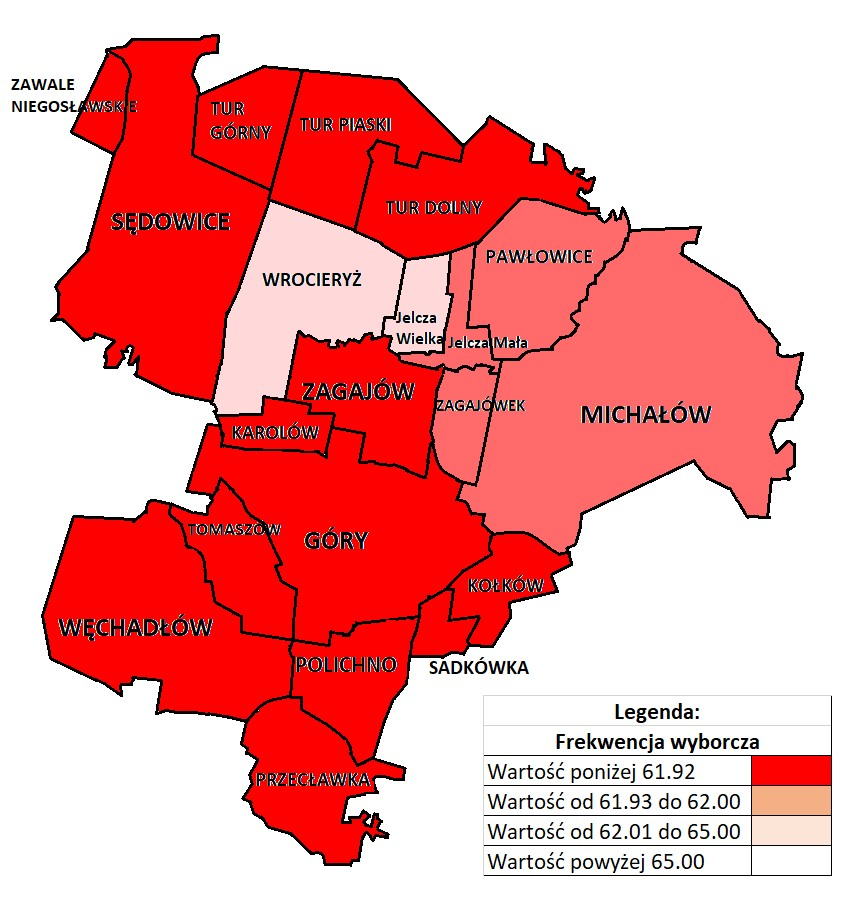 ZAWALE
NIEGOSŁAWSKIE
TUR
GÓRNY
TUR PIASKI
SĘDOWICE
TUR DOLNY
WROCIERYŻ
PAWŁOWICE
Jelcza
Wielka
Jelcza Mała
ZAGAJÓW
ZAGAJÓWEK
MICHAŁÓW
KAROLÓW
TOMASZÓW
GÓRY
KOŁKÓW
WĘCHADŁÓW
POLICHNO
SADKÓWKA
PRZECŁAWKA
Legenda:
Frekwencja wyborcza
Wartość poniżej 61.92
Wartość od 61.93 do 62.00
Wartość od 62.01 do 65.00
Wartość powyżej 65.00